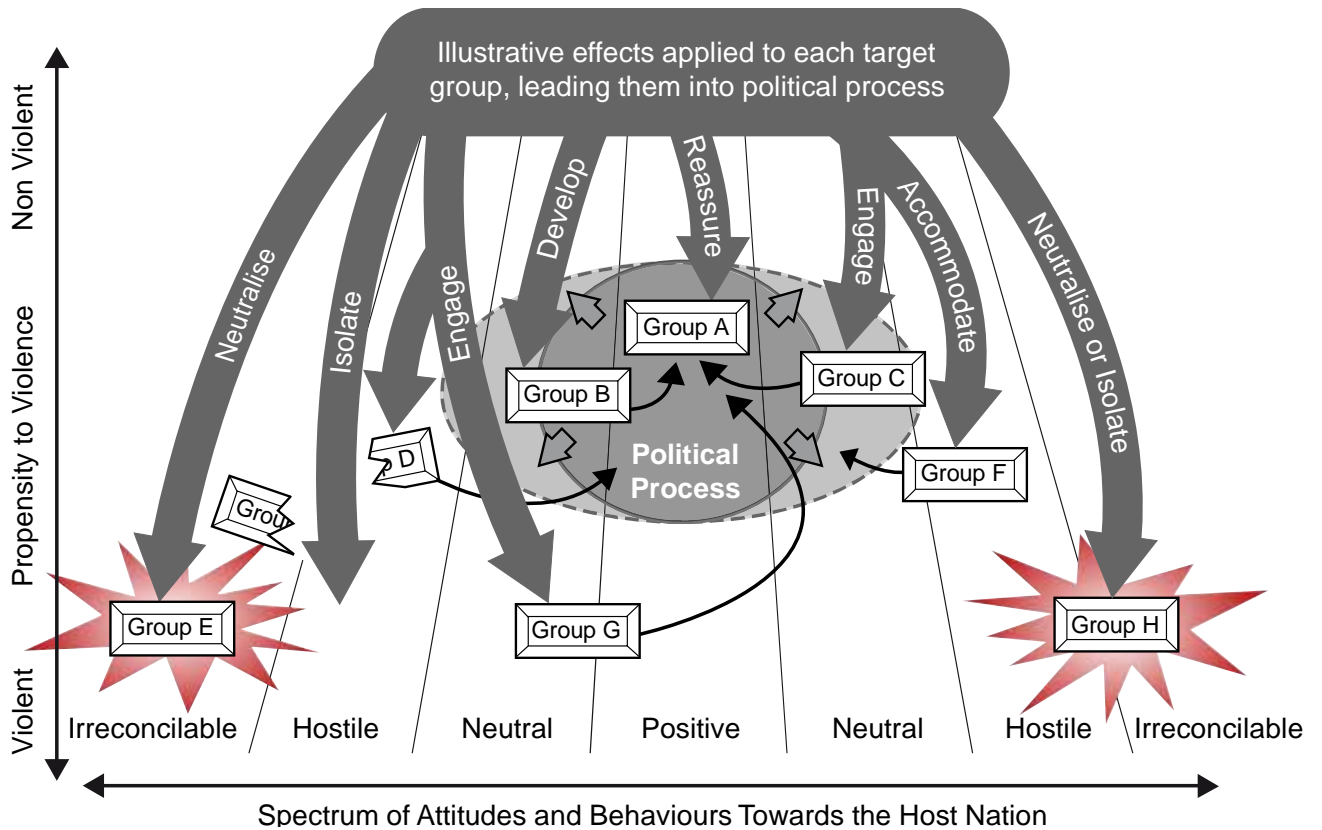 Illustrative effects applied to each target
group, leading them into political process
Non Violent
Propensity to Violence
Violent
Neutralise
Isolate
Engage
Develop
Reassure
Engage
Accommodate
Neutralise or Isolate
Group A
Group B
Group C
p D
Group F
Political
Process
Grou
Group E
Group G
Group H
Irreconcilable
Hostile
Neutral
Positive
Neutral
Hostile
Irreconcilable
Spectrum of Attitudes and Behaviours Towards the Host Nation